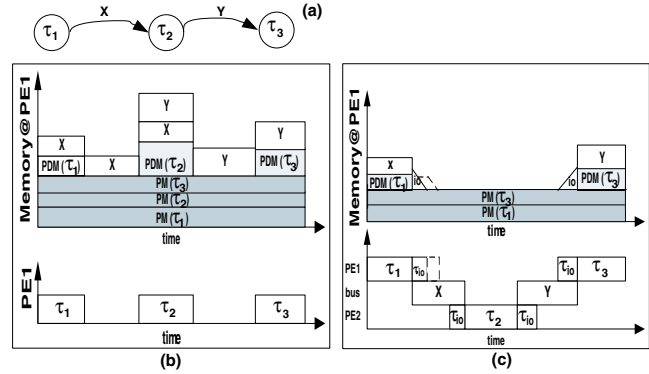 X Y (a)
τ1 τ2 τ3
Memory@PE1
Y
X X Y
PDM(τ1) X PDM(τ2) Y PDM(τ3)
PM(τ3)
PM(τ2)
PM(τ1)
time
PE1
τ1 τ2 τ3
time
(b)
Memory@PE1
X Y
PDM(τ1) io io PDM(τ3)
PM(τ3)
PM(τ1)
time
PE1 τ1 τio τio τ3
bus X Y
PE2 τio τ2 τio
time
(c)